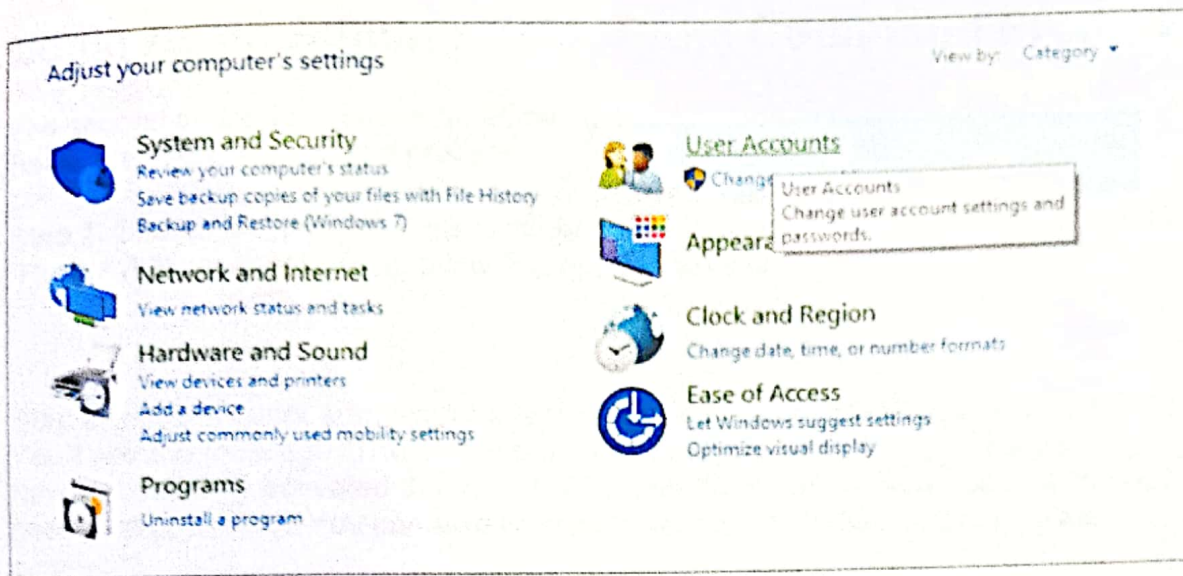 Adjust your computer's settings
View by: Category
System and Security
Review your computer's status
Save backup copies of your files with File History
Backup and Restore (Windows 7)
Network and Internet
View network status and tasks
Hardware and Sound
View devices and printers
Add a device
Adjust commonly used mobility settings
Programs
Uninstall a program
User Accounts
Change
User Accounts
Change user account settings and
passwords.
Appeara
Clock and Region
Change date, time, or number formats
Ease of Access
Let Windows suggest settings
Optimize visual display